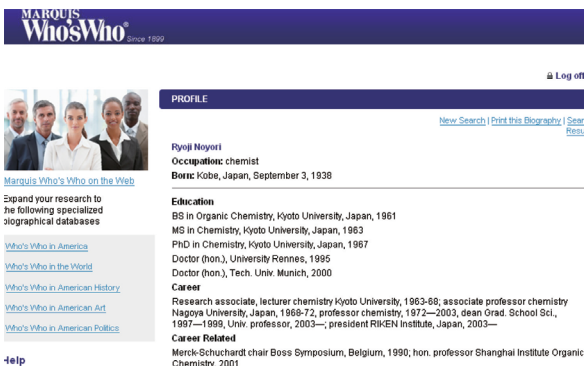 MARQUIS
Who'sWho® Since 1899
Log off
PROFILE
New Search | Print this Biography |
Ryoji Noyori
Occupation: chemist
Born: Kobe, Japan, September 3, 1938
Marquis Who's Who on the Web
Expand your research to
the following specialized
biographical databases
Who's Who in America
Who's Who in the World
Who's Who in American History
Who's Who in American Art
Who's Who in American Politics
Help
Education
BS in Organic Chemistry, Kyoto University, Japan, 1961
MS in Chemistry, Kyoto University, Japan, 1963
PhD in Chemistry, Kyoto University, Japan, 1967
Doctor (hon.), University Rennes, 1995
Doctor (hon.), Tech. Univ. Munich, 2000
Career
Research associate, lecturer chemistry Kyoto University, 1963-68; associate professor chemistry
Nagoya University, Japan, 1968-72, professor chemistry, 1972—2003, dean Grad. School Sci.,
1997—1999, Univ. professor, 2003—; president RIKEN Institute, Japan, 2003—
Career Related
Merck-Schuchardt chair Boss Symposium, Belgium, 1990; hon. professor Shanghai Institute Organic
Chemistry, 2001